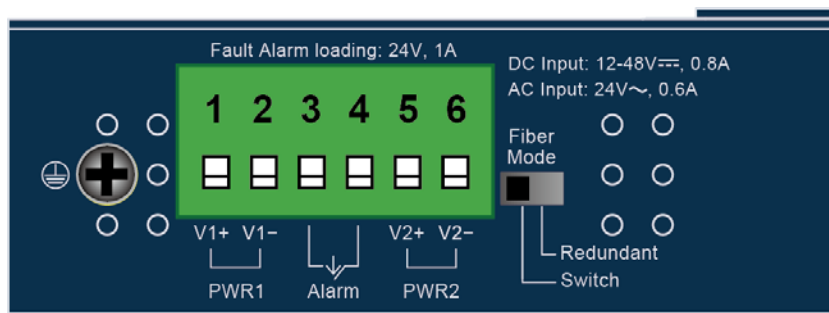 Fault Alarm loading: 24V, 1A
DC Input: 12-48V⎓, 0.8A
AC Input: 24V~, 0.6A
1 2 3 4 5 6
Fiber
Mode
V1+ V1− V2+ V2−
PWR1 Alarm PWR2
Redundant
Switch